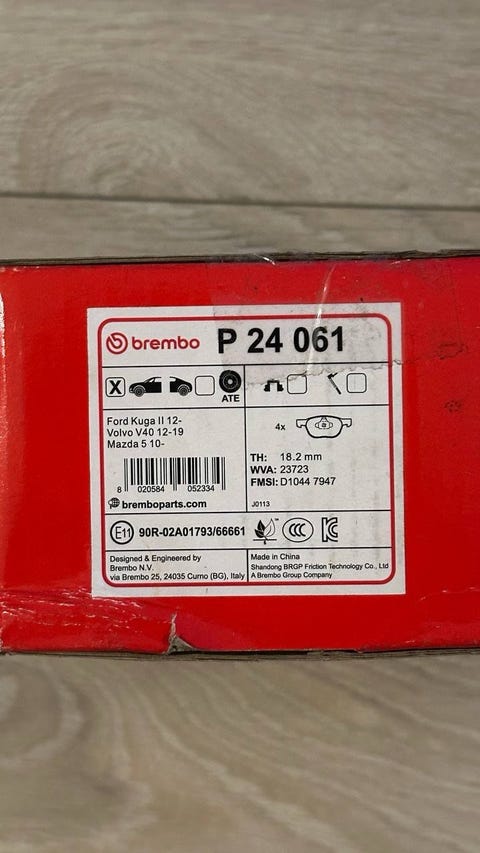 brembo P 24 061
X
ATE
Ford Kuga II 12-
Volvo V40 12-19
Mazda 5 10-
4x
8 020584 052334
bremboparts.com
TH: 18.2 mm
WVA: 23723
FMSI: D1044 7947
J0113
E11 90R-02A01793/66661
CCC
Designed & Engineered by
Brembo N.V.
via Brembo 25, 24035 Curno (BG), Italy
Made in China
Shandong BRGP Friction Technology Co., Ltd
A Brembo Group Company